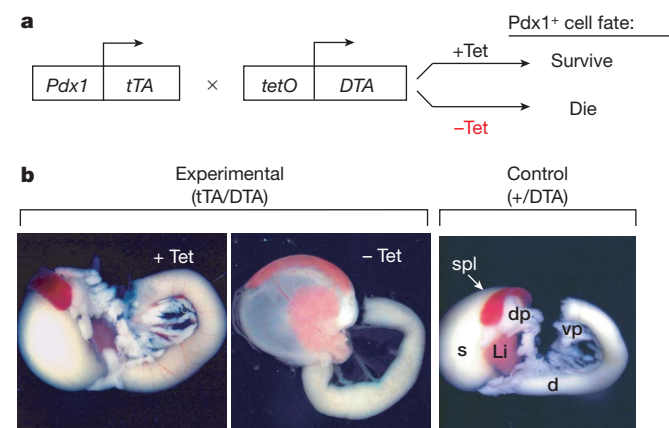 a
Pdx1⁺ cell fate:
Pdx1 tTA × tetO DTA
+Tet Survive
–Tet Die
b
Experimental
(tTA/DTA)
Control
(+/DTA)
+ Tet
– Tet
spl
dp
vp
s
Li
d